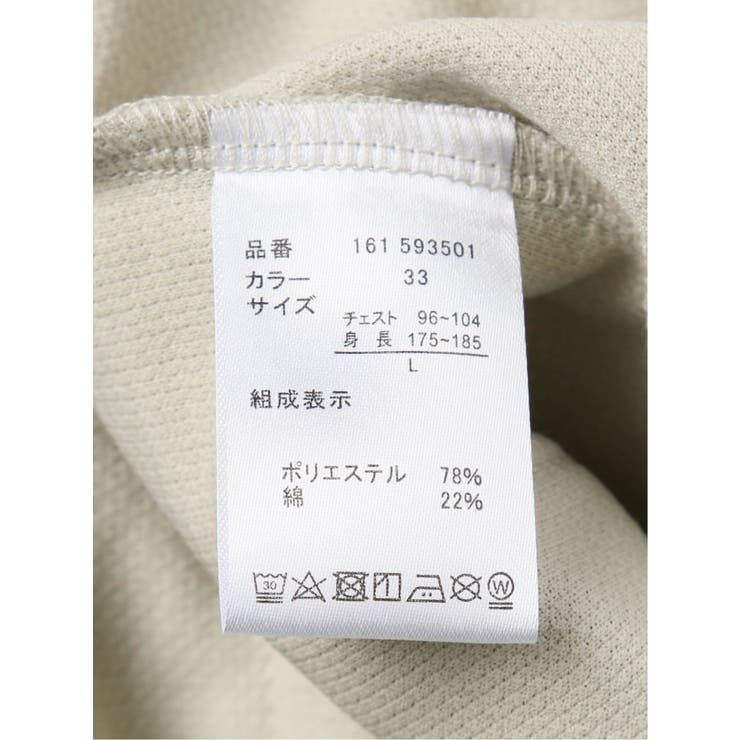 品番 161 593501
カラー 33
サイズ
チェスト 96~104
身長 175~185
L
組成表示
ポリエステル 78%
綿 22%
30 W